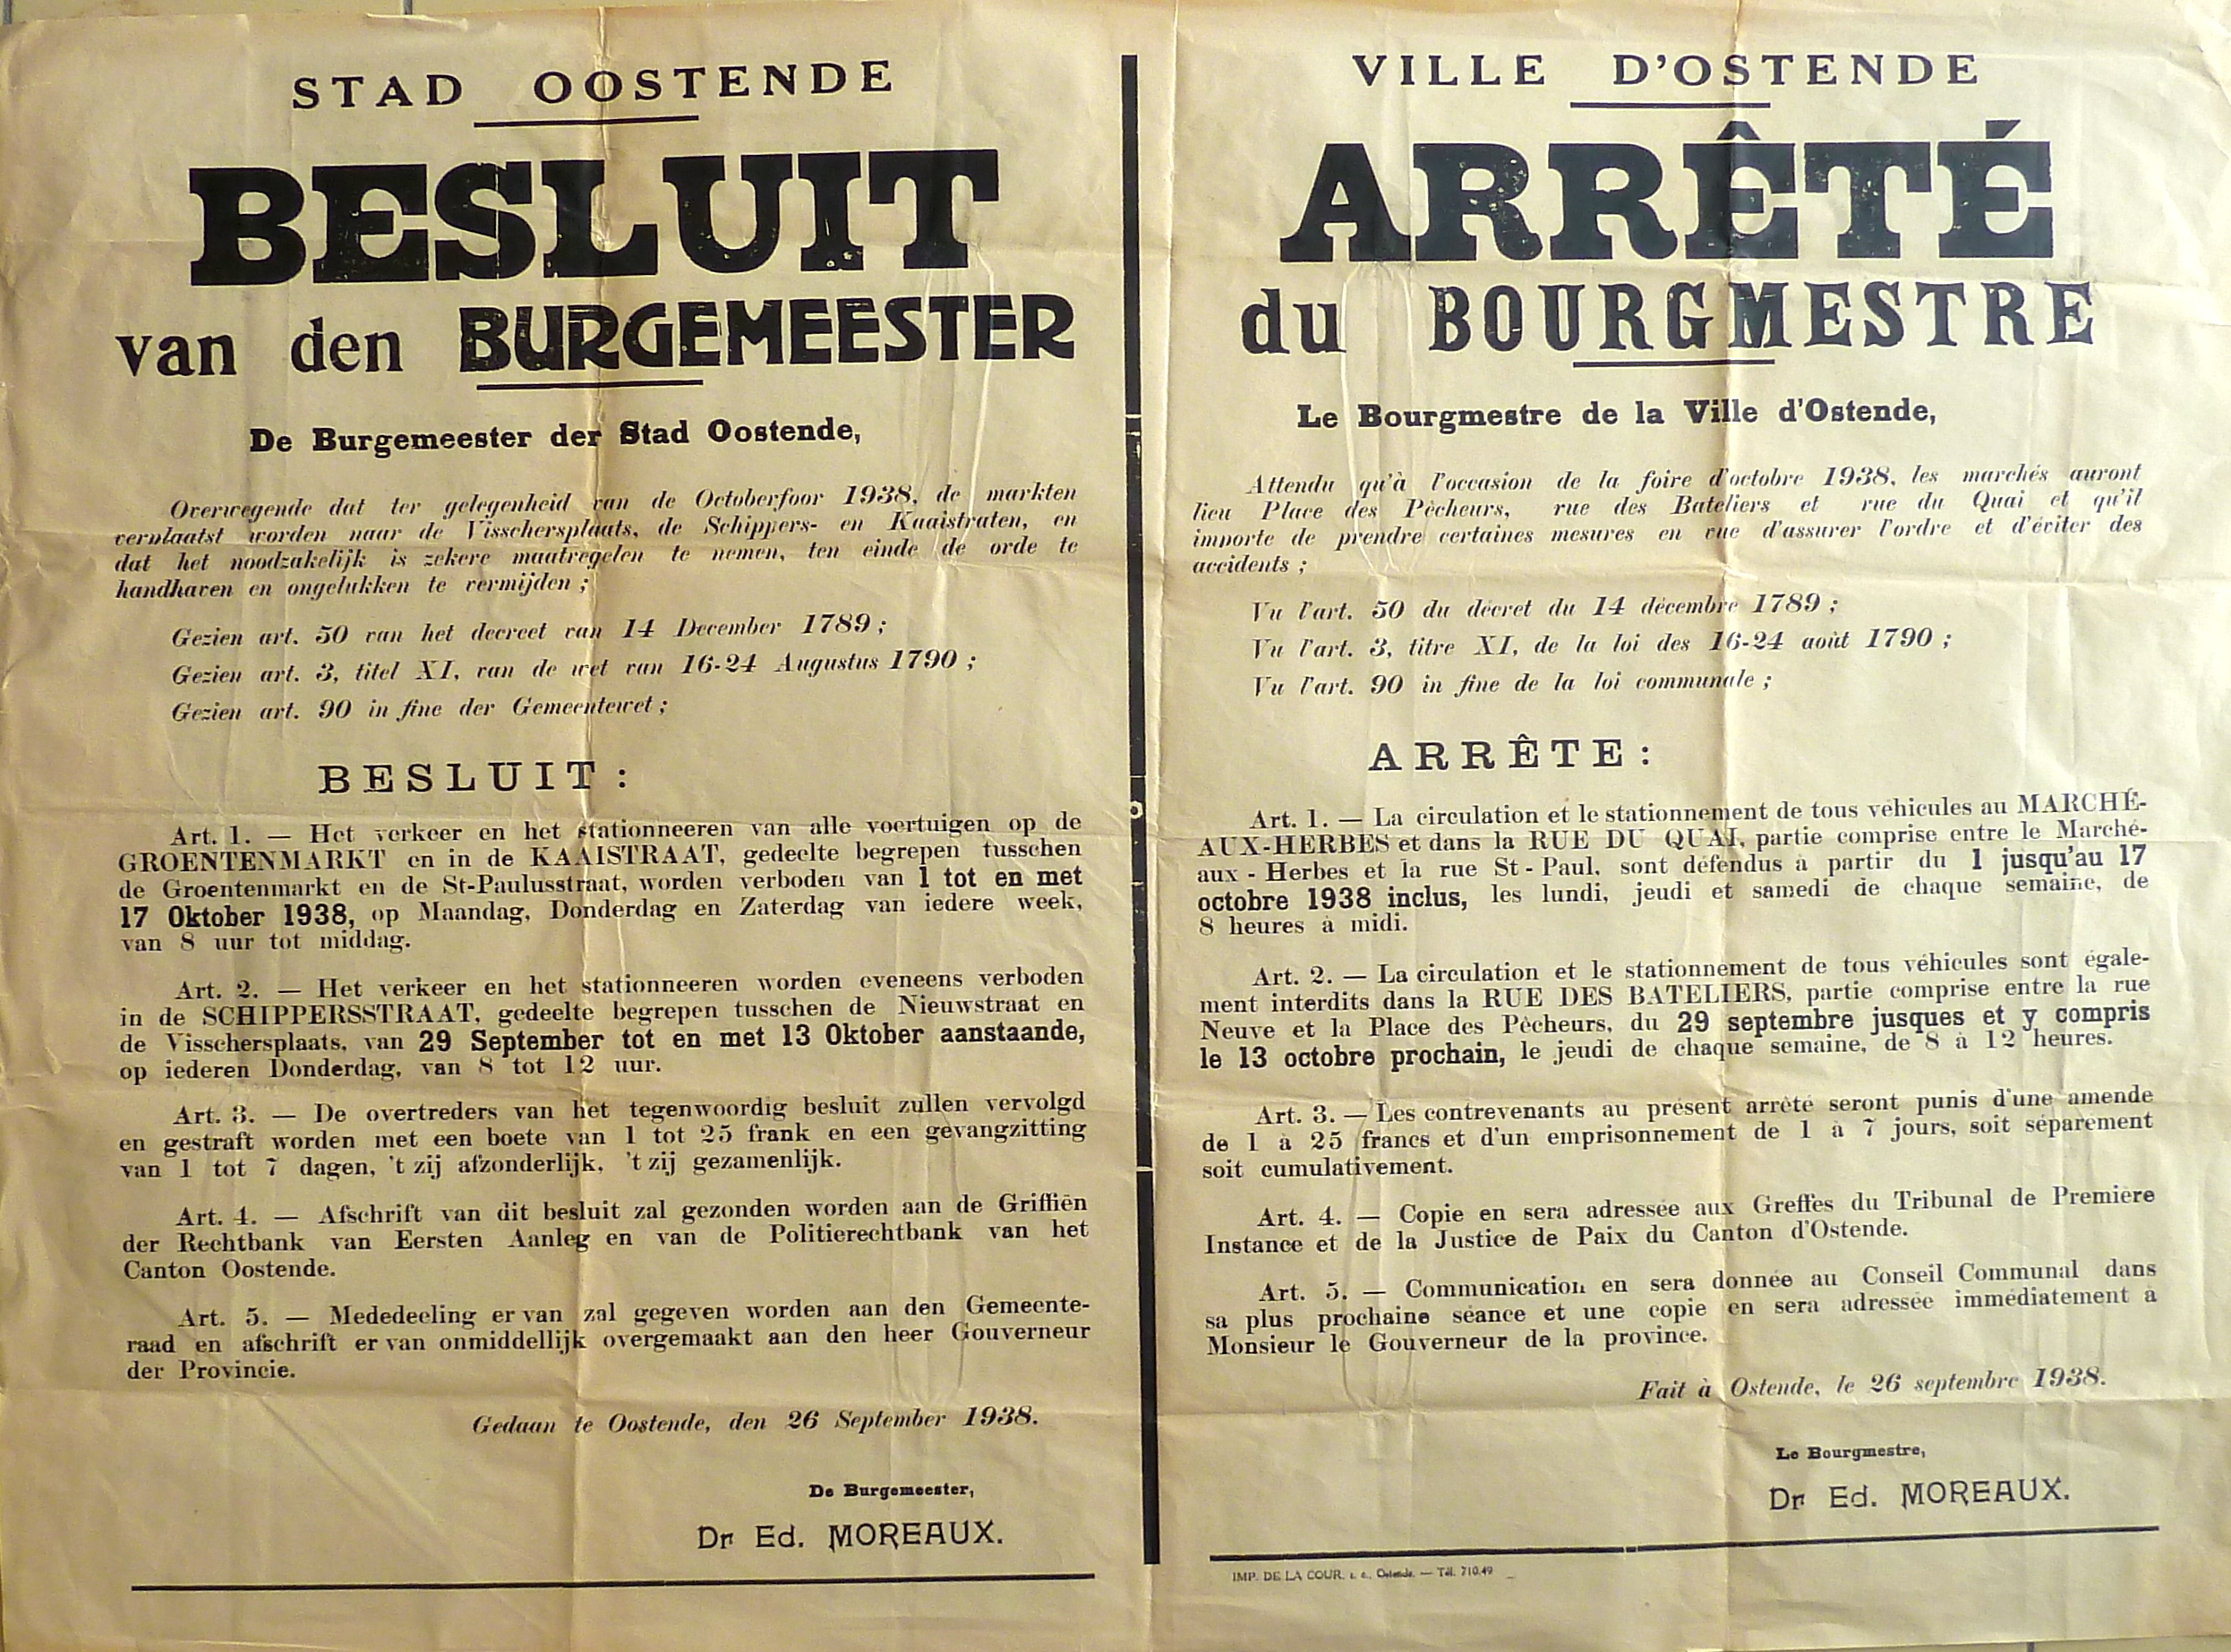 STAD OOSTENDE
BESLUIT
van den BURGEMEESTER
De Burgemeester der Stad Oostende,
Overwegende dat ter gelegenheid van de Octoberfoor 1938, de markten
verplaatst worden naar de Visschersplaats, de Schippers- en Kaaistraten, en
dat het noodzakelijk is zekere maatregelen te nemen, ten einde de orde te
handhaven en ongelukken te vermijden ;
Gezien art. 50 van het decreet van 14 December 1789 ;
Gezien art. 3, titel XI, van de wet van 16-24 Augustus 1790 ;
Gezien art. 90 in fine der Gemeentewet ;
BESLUIT :
Art. 1. — Het verkeer en het stationneeren van alle voertuigen op de
GROENTENMARKT en in de KAAISTRAAT, gedeelte begrepen tusschen
de Groentenmarkt en de St-Paulusstraat, worden verboden van 1 tot en met
17 Oktober 1938, op Maandag, Donderdag en Zaterdag van iedere week,
van 8 uur tot middag.
Art. 2. — Het verkeer en het stationneeren worden eveneens verboden
in de SCHIPPERSSTRAAT, gedeelte begrepen tusschen de Nieuwstraat en
de Visschersplaats, van 29 September tot en met 13 Oktober aanstaande,
op iederen Donderdag, van 8 tot 12 uur.
Art. 3. — De overtreders van het tegenwoordig besluit zullen vervolgd
en gestraft worden met een boete van 1 tot 25 frank en een gevangzitting
van 1 tot 7 dagen, 't zij afzonderlijk, 't zij gezamenlijk.
Art. 4. — Afschrift van dit besluit zal gezonden worden aan de Griffiën
der Rechtbank van Eersten Aanleg en van de Politierechtbank van het
Canton Oostende.
Art. 5. — Mededeeling er van zal gegeven worden aan den Gemeente-
raad en afschrift er van onmiddellijk overgemaakt aan den heer Gouverneur
der Provincie.
Gedaan te Oostende, den 26 September 1938.
De Burgemeester,
Dr Ed. MOREAUX.
VILLE D'OSTENDE
ARRÊTÉ
du BOURGMESTRE
Le Bourgmestre de la Ville d'Ostende,
Attendu qu'à l'occasion de la foire d'octobre 1938, les marchés auront
lieu Place des Pêcheurs, rue des Bateliers et rue du Quai et qu'il
importe de prendre certaines mesures en vue d'assurer l'ordre et d'éviter des
accidents ;
Vu l'art. 50 du décret du 14 décembre 1789 ;
Vu l'art. 3, titre XI, de la loi des 16-24 août 1790 ;
Vu l'art. 90 in fine de la loi communale ;
ARRÊTE :
Art. 1. — La circulation et le stationnement de tous véhicules au MARCHÉ-
AUX-HERBES et dans la RUE DU QUAI, partie comprise entre le Marché-
aux - Herbes et la rue St - Paul, sont défendus à partir du 1 jusqu'au 17
octobre 1938 inclus, les lundi, jeudi et samedi de chaque semaine, de
8 heures à midi.
Art. 2. — La circulation et le stationnement de tous véhicules sont égale-
ment interdits dans la RUE DES BATELIERS, partie comprise entre la rue
Neuve et la Place des Pêcheurs, du 29 septembre jusques et y compris
le 13 octobre prochain, le jeudi de chaque semaine, de 8 à 12 heures.
Art. 3. — Les contrevenants au présent arrêté seront punis d'une amende
de 1 à 25 francs et d'un emprisonnement de 1 à 7 jours, soit séparément
soit cumulativement.
Art. 4. — Copie en sera adressée aux Greffes du Tribunal de Première
Instance et de la Justice de Paix du Canton d'Ostende.
Art. 5. — Communication en sera donnée au Conseil Communal dans
sa plus prochaine séance et une copie en sera adressée immédiatement à
Monsieur le Gouverneur de la province.
Fait à Ostende, le 26 septembre 1938.
Le Bourgmestre,
Dr Ed. MOREAUX.
IMP. DE LA COUR, s. c., Ostende. — Tél. 710.49